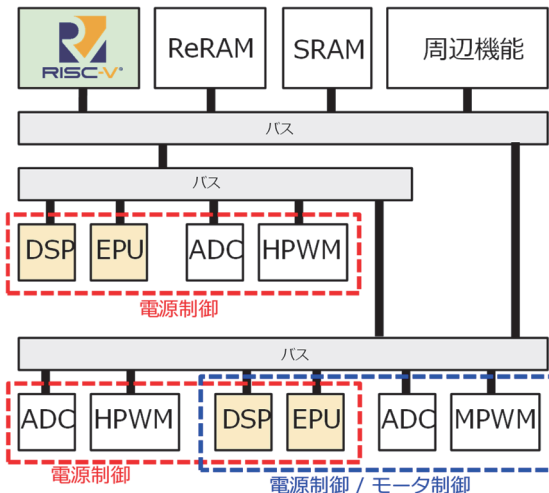 RISC-V®
ReRAM
SRAM
周辺機能
バス
バス
DSP
EPU
ADC
HPWM
電源制御
バス
ADC
HPWM
DSP
EPU
ADC
MPWM
電源制御
電源制御 / モータ制御